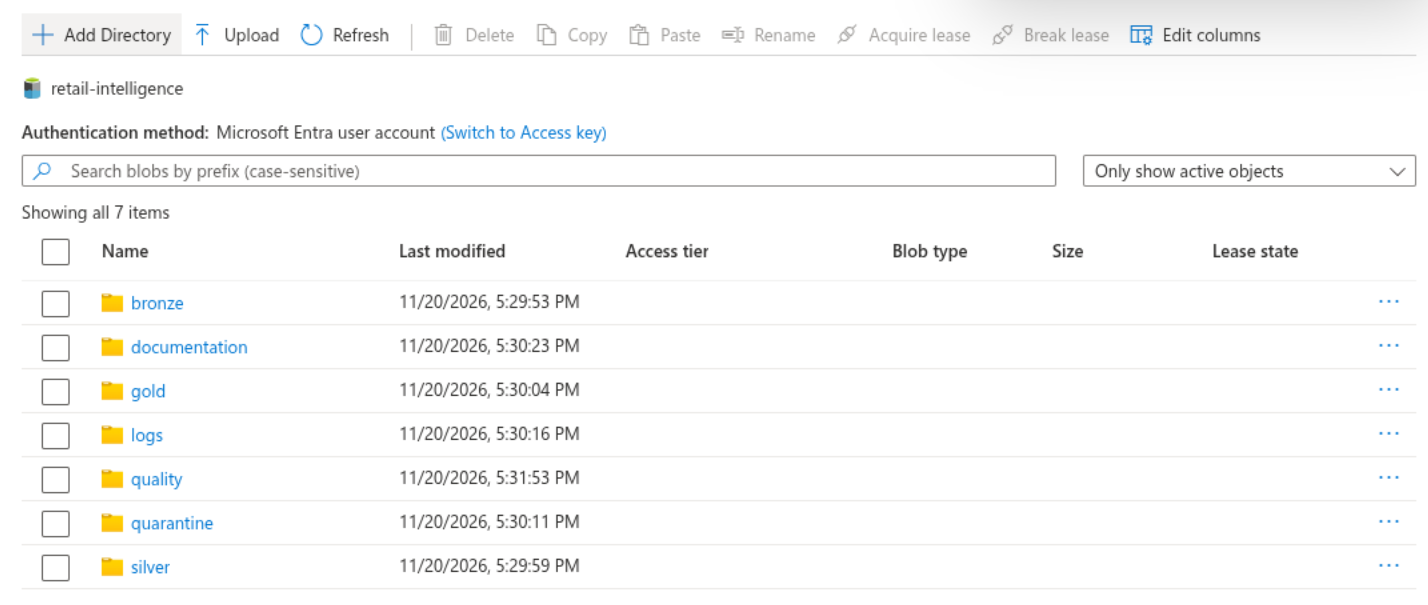 Add Directory Upload Refresh Delete Copy Paste Rename Acquire lease Break lease Edit columns
retail-intelligence
Authentication method: Microsoft Entra user account (Switch to Access key)
Search blobs by prefix (case-sensitive) Only show active objects
Showing all 7 items
Name Last modified Access tier Blob type Size Lease state
bronze 11/20/2026, 5:29:53 PM ...
documentation 11/20/2026, 5:30:23 PM ...
gold 11/20/2026, 5:30:04 PM ...
logs 11/20/2026, 5:30:16 PM ...
quality 11/20/2026, 5:31:53 PM ...
quarantine 11/20/2026, 5:30:11 PM ...
silver 11/20/2026, 5:29:59 PM ...